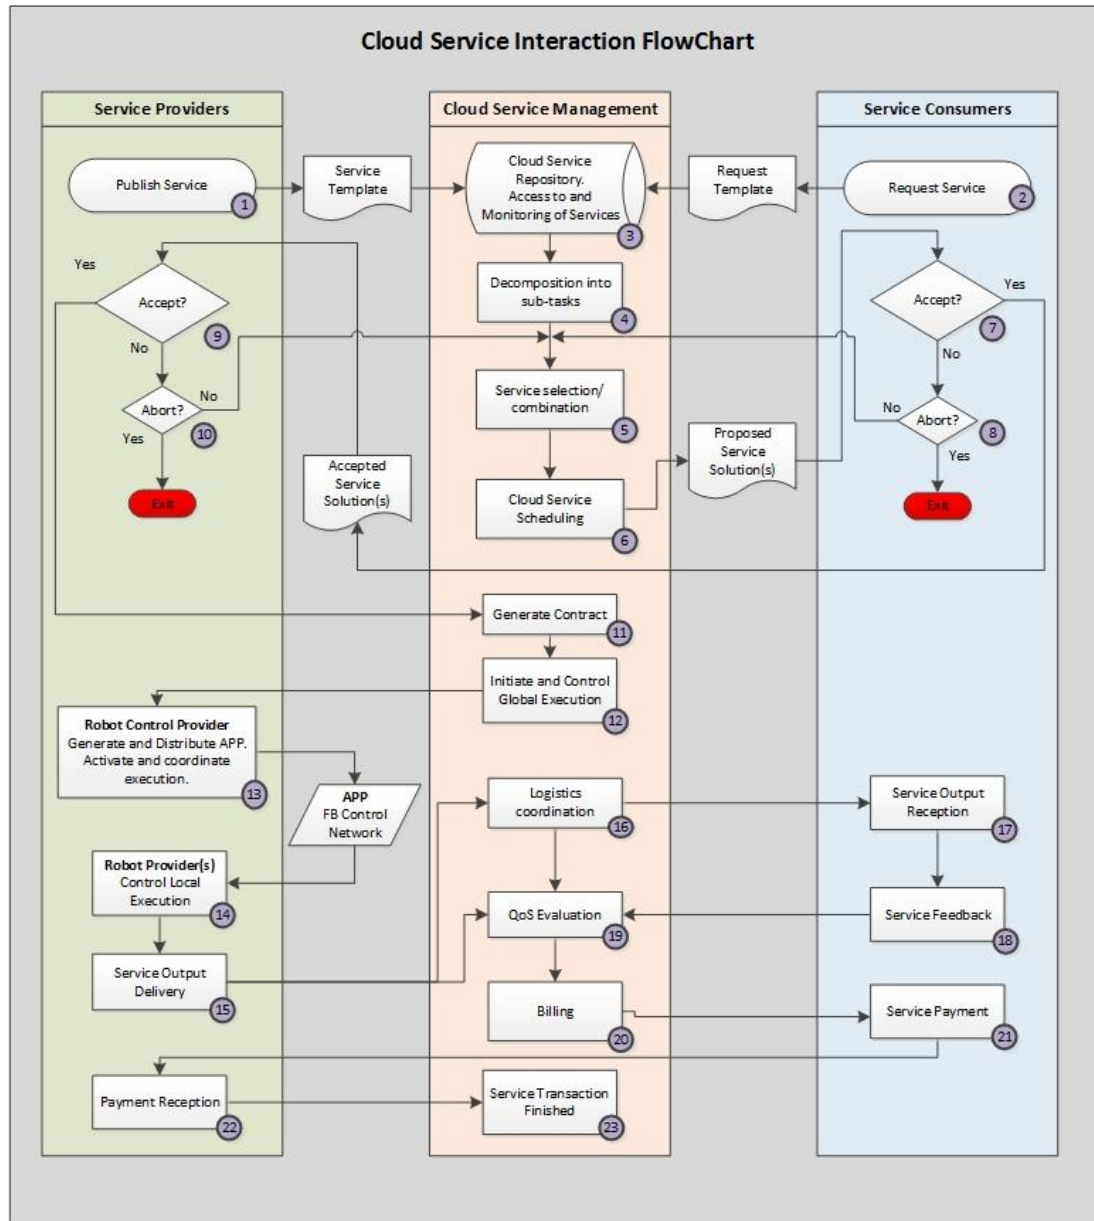 Cloud Service Interaction FlowChart
Service Providers
Cloud Service Management
Service Consumers
Publish Service
1
Service
Template
Cloud Service
Repository.
Access to and
Monitoring of Services
3
Request
Template
Request Service
2
Yes
Accept?
9
No
Abort?
No
10
Yes
Exit
Decomposition into
sub-tasks
4
Service selection/
combination
5
Cloud Service
Scheduling
6
Accepted
Service
Solution(s)
Proposed
Service
Solution(s)
Accept?
Yes
7
No
No
Abort?
8
Yes
Exit
Generate Contract
11
Initiate and Control
Global Execution
12
Robot Control Provider
Generate and Distribute APP.
Activate and coordinate
execution.
13
APP
FB Control
Network
Robot Provider(s)
Control Local
Execution
14
Service Output
Delivery
15
Logistics
coordination
16
Service Output
Reception
17
Service Feedback
18
QoS Evaluation
19
Billing
20
Service Payment
21
Payment Reception
22
Service Transaction
Finished
23